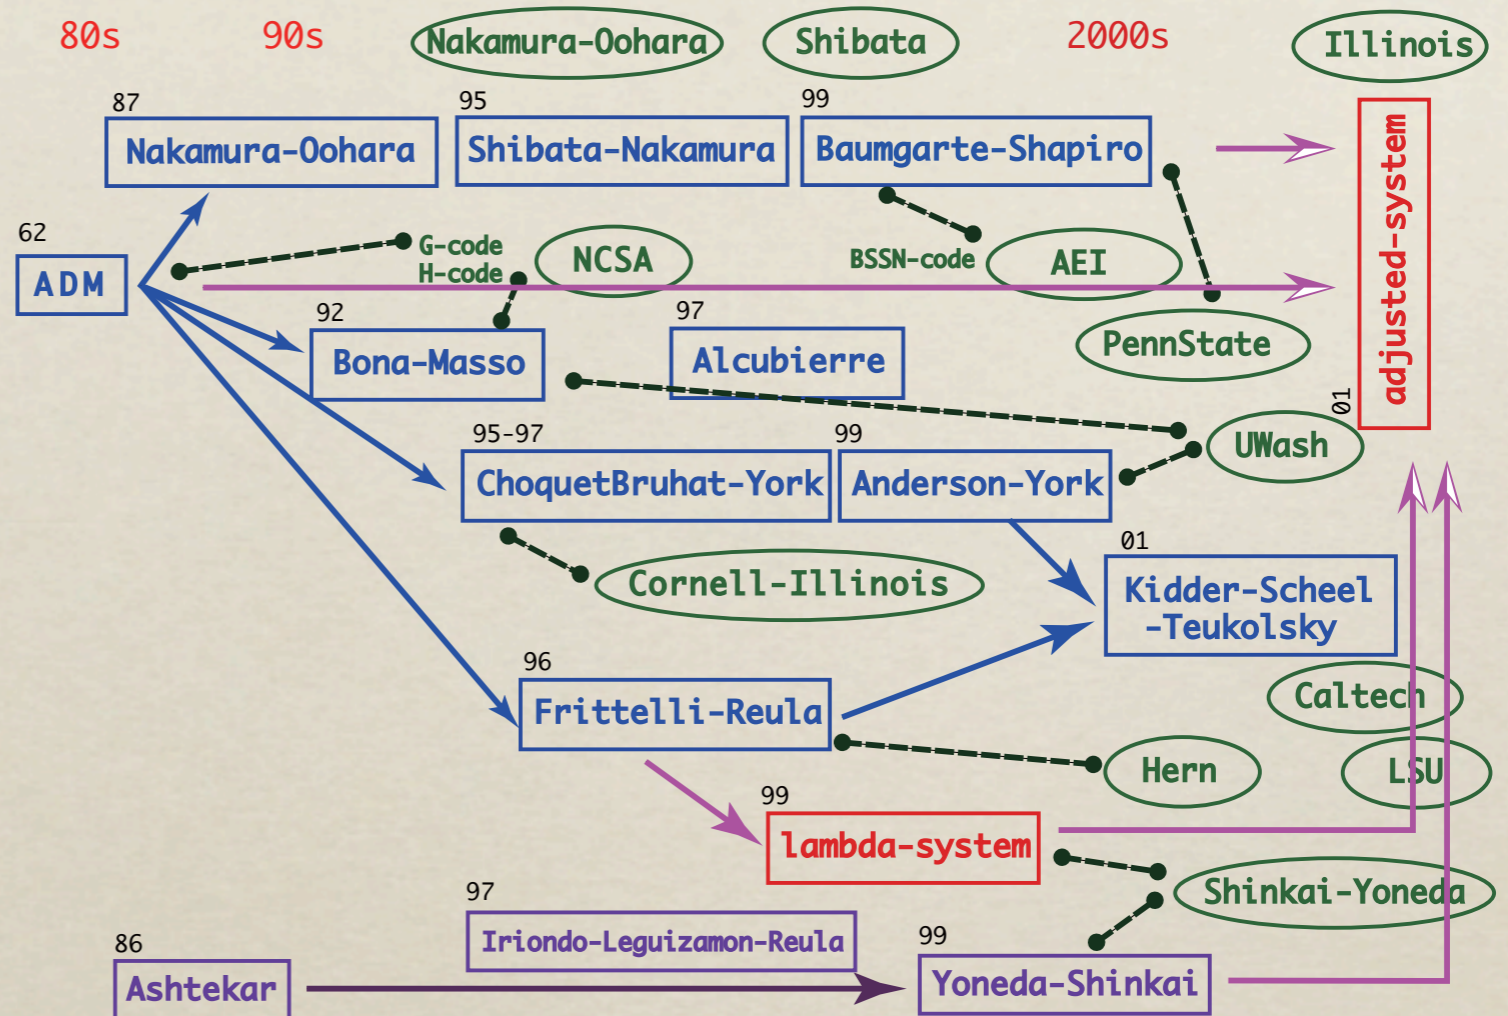 80s
90s
Nakamura-Oohara
Shibata
2000s
Illinois
87
Nakamura-Oohara
95
Shibata-Nakamura
99
Baumgarte-Shapiro
62
ADM
G-code
H-code
NCSA
BSSN-code
AEI
adjusted-system
01
92
Bona-Masso
97
Alcubierre
PennState
95-97
ChoquetBruhat-York
99
Anderson-York
UWash
Cornell-Illinois
01
Kidder-Scheel
-Teukolsky
96
Frittelli-Reula
Caltech
Hern
LSU
99
lambda-system
Shinkai-Yoneda
97
Iriondo-Leguizamon-Reula
86
Ashtekar
99
Yoneda-Shinkai